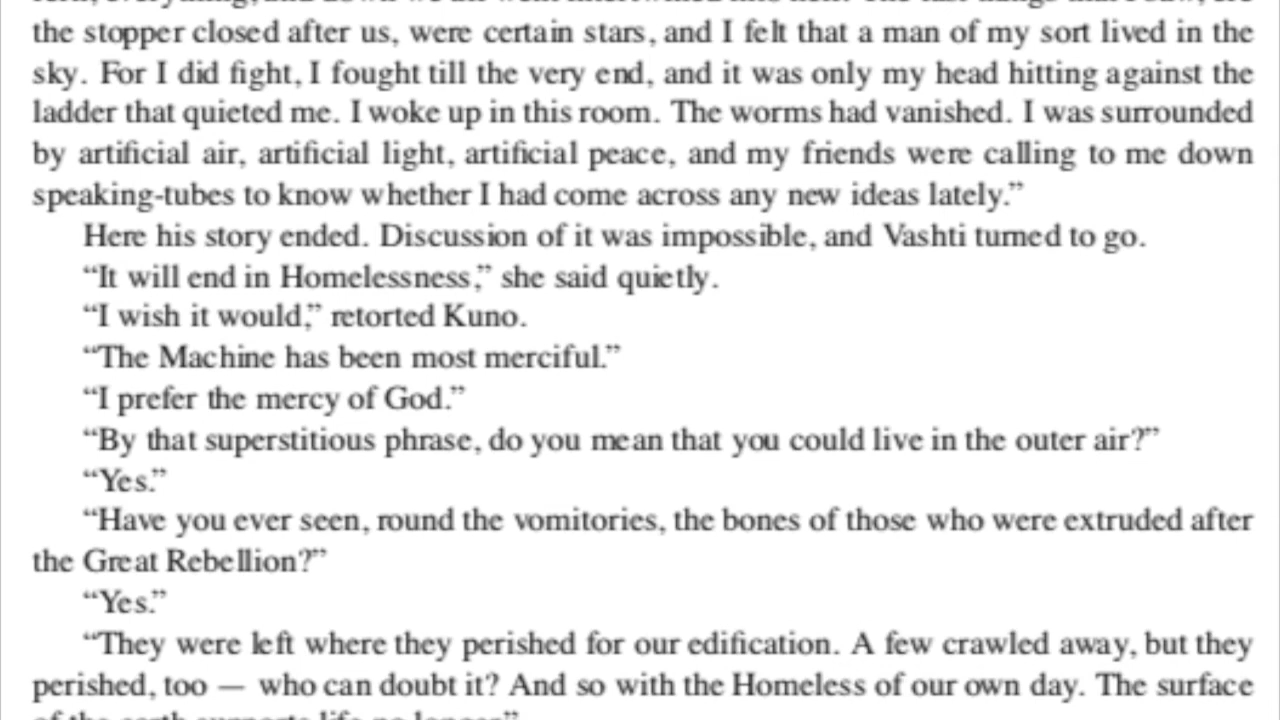 the stopper closed after us, were certain stars, and I felt that a man of my sort lived in the
sky. For I did fight, I fought till the very end, and it was only my head hitting against the
ladder that quieted me. I woke up in this room. The worms had vanished. I was surrounded
by artificial air, artificial light, artificial peace, and my friends were calling to me down
speaking-tubes to know whether I had come across any new ideas lately.”
Here his story ended. Discussion of it was impossible, and Vashti turned to go.
“It will end in Homelessness,” she said quietly.
“I wish it would,” retorted Kuno.
“The Machine has been most merciful.”
“I prefer the mercy of God.”
“By that superstitious phrase, do you mean that you could live in the outer air?”
“Yes.”
“Have you ever seen, round the vomitories, the bones of those who were extruded after
the Great Rebellion?”
“Yes.”
“They were left where they perished for our edification. A few crawled away, but they
perished, too — who can doubt it? And so with the Homeless of our own day. The surface